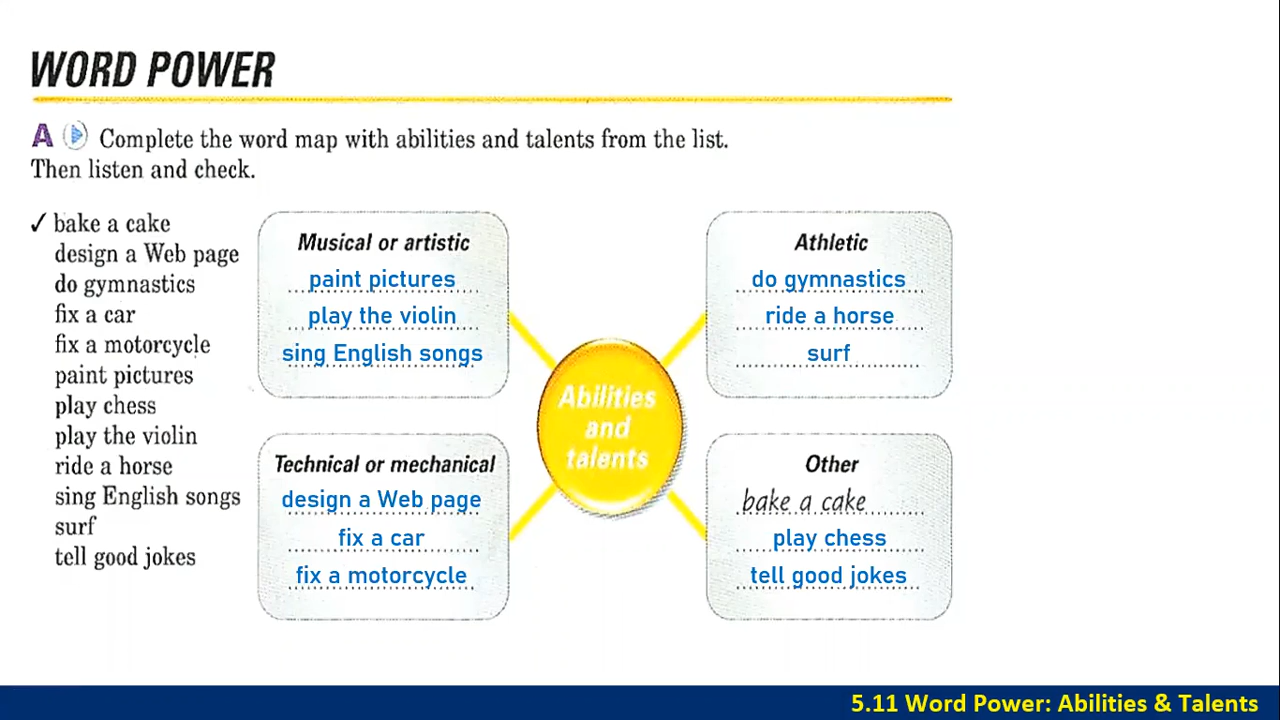 WORD POWER
A Complete the word map with abilities and talents from the list.
Then listen and check.
✓ bake a cake
design a Web page
do gymnastics
fix a car
fix a motorcycle
paint pictures
play chess
play the violin
ride a horse
sing English songs
surf
tell good jokes
Musical or artistic
paint pictures
play the violin
sing English songs
Athletic
do gymnastics
ride a horse
surf
Abilities
and
talents
Technical or mechanical
design a Web page
fix a car
fix a motorcycle
Other
bake a cake
play chess
tell good jokes
5.11 Word Power: Abilities & Talents